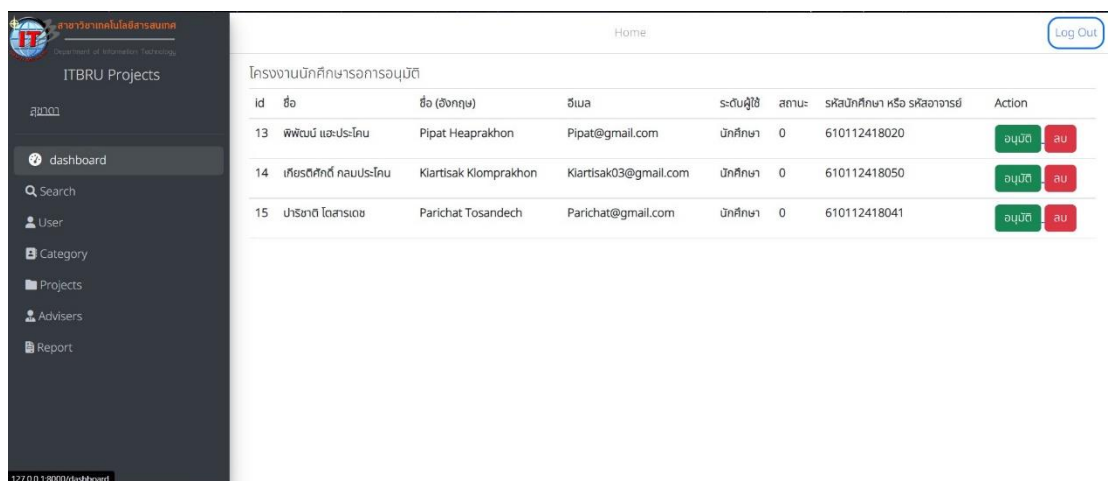 สาขาวิชาเทคโนโลยีสารสนเทศ
Department of Information Technology
IT
ITBRU Projects
สุชาดา
dashboard
Search
User
Category
Projects
Advisers
Report
127.0.0.1:8000/dashboard
Home
Log Out
โครงงานนักศึกษารอการอนุมัติ
id ชื่อ ชื่อ (อังกฤษ) อีเมล ระดับผู้ใช้ สถานะ รหัสนักศึกษา หรือ รหัสอาจารย์ Action
13 พิพัฒน์ แฮะประโคน Pipat Heaprakhon Pipat@gmail.com นักศึกษา 0 610112418020 อนุมัติ ลบ
14 เกียรติศักดิ์ กลมประโคน Kiartisak Klomprakhon Kiartisak03@gmail.com นักศึกษา 0 610112418050 อนุมัติ ลบ
15 ปาริชาติ โตสารเดช Parichat Tosandech Parichat@gmail.com นักศึกษา 0 610112418041 อนุมัติ ลบ